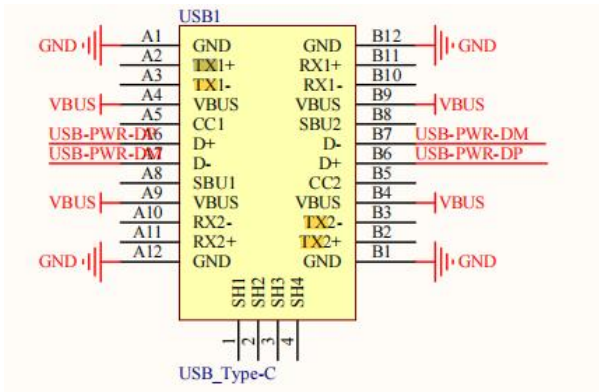 USB1
GND A1 GND GND B12 GND
A2 TX1+ RX1+ B11
A3 TX1- RX1- B10
VBUS A4 VBUS VBUS B9 VBUS
A5 CC1 SBU2 B8
USB-PWR-DP A6 D+ D- B7 USB-PWR-DM
USB-PWR-DM A7 D- D+ B6 USB-PWR-DP
A8 SBU1 CC2 B5
VBUS A9 VBUS VBUS B4 VBUS
A10 RX2- TX2- B3
A11 RX2+ TX2+ B2
GND A12 GND GND B1 GND
SH1 SH2 SH3 SH4
1 2 3 4
USB_Type-C